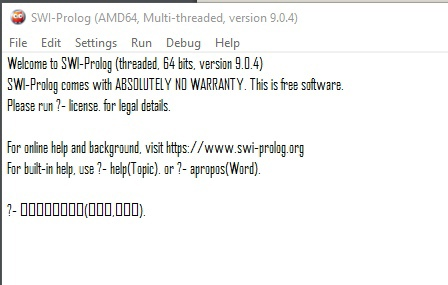 SWI-Prolog (AMD64, Multi-threaded, version 9.0.4)
File Edit Settings Run Debug Help
Welcome to SWI-Prolog (threaded, 64 bits, version 9.0.4)
SWI-Prolog comes with ABSOLUTELY NO WARRANTY. This is free software.
Please run ?- license. for legal details.
For online help and background, visit https://www.swi-prolog.org
For built-in help, use ?- help(Topic). or ?- apropos(Word).
?- □□□□□□□□(□□□,□□□).